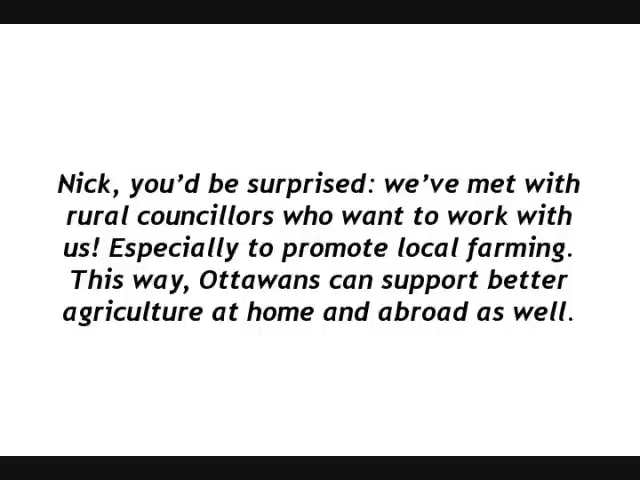 Nick, you’d be surprised: we’ve met with
rural councillors who want to work with
us! Especially to promote local farming.
This way, Ottawans can support better
agriculture at home and abroad as well.